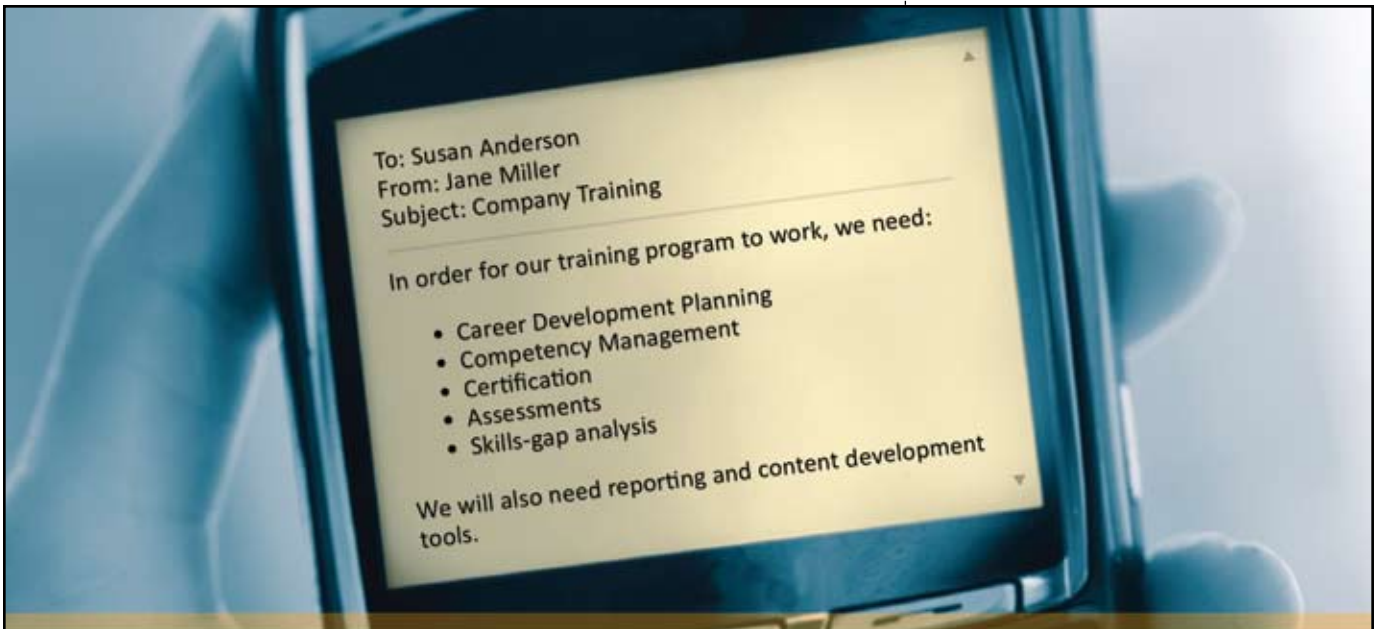 To: Susan Anderson
From: Jane Miller
Subject: Company Training
In order for our training program to work, we need:
• Career Development Planning
• Competency Management
• Certification
• Assessments
• Skills-gap analysis
We will also need reporting and content development
tools.